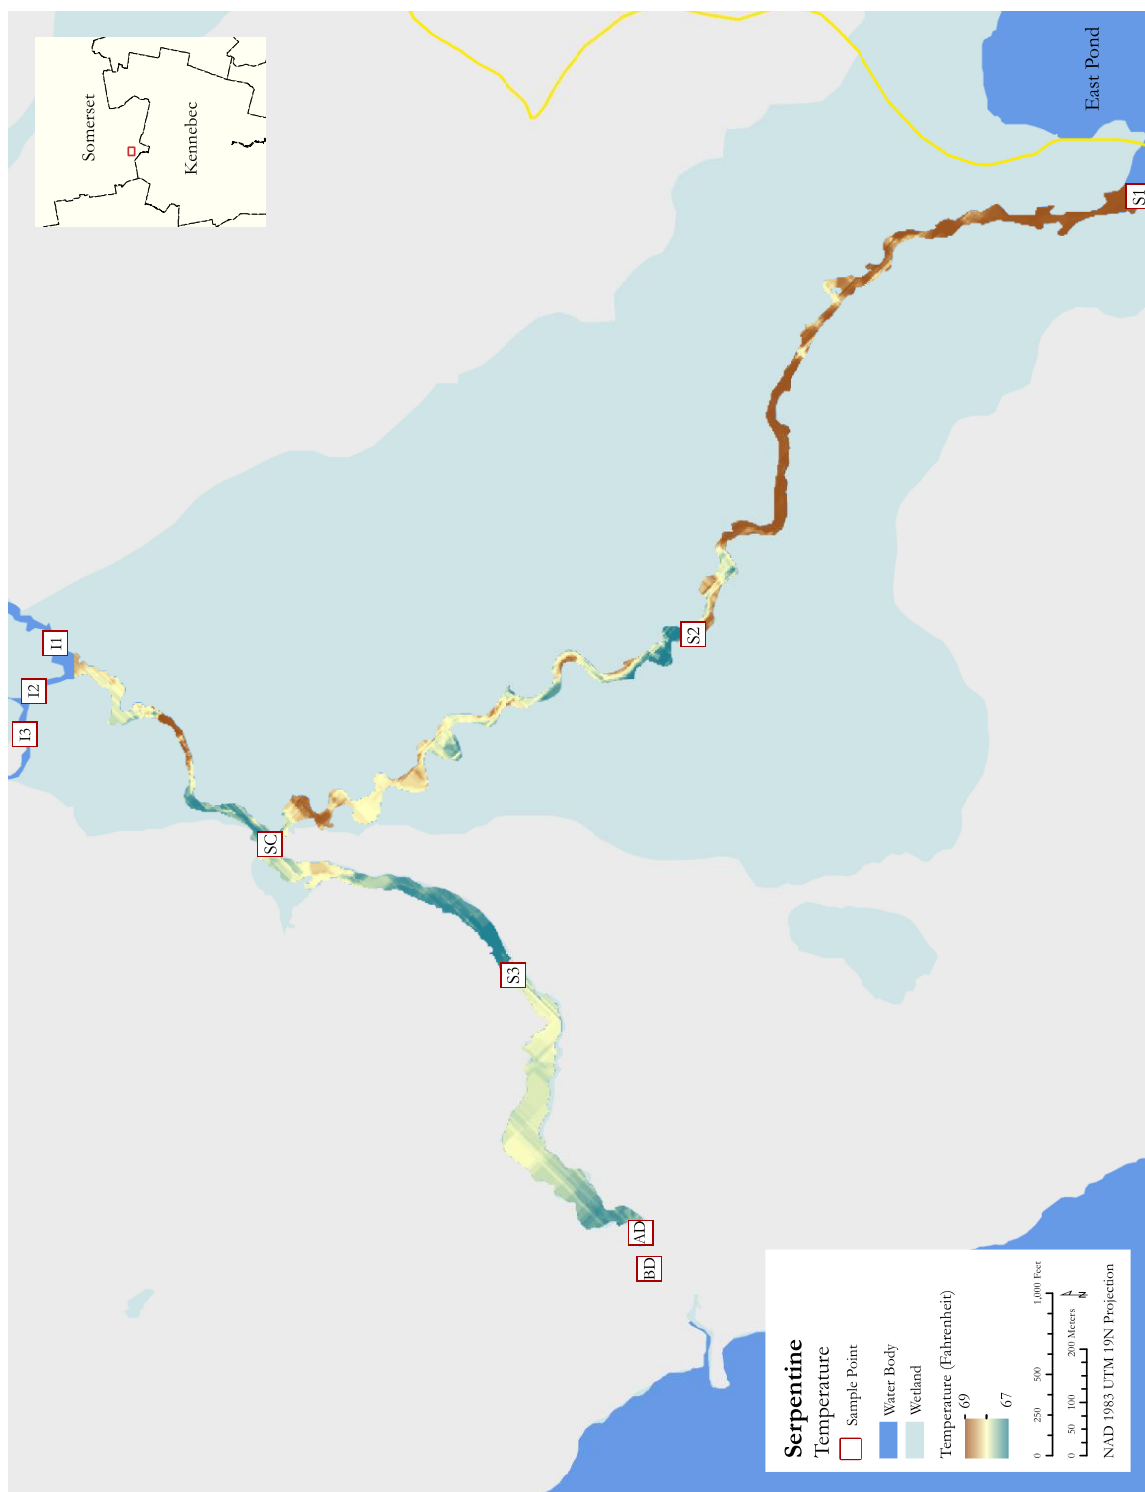 Somerset
Kennebec
East Pond
I3
I2
I1
SC
S3
S2
S1
AD
BD
Serpentine
Temperature
Sample Point
Water Body
Wetland
Temperature (Fahrenheit)
69
67
0 250 500 1,000 Feet
0 50 100 200 Meters
N
NAD 1983 UTM 19N Projection